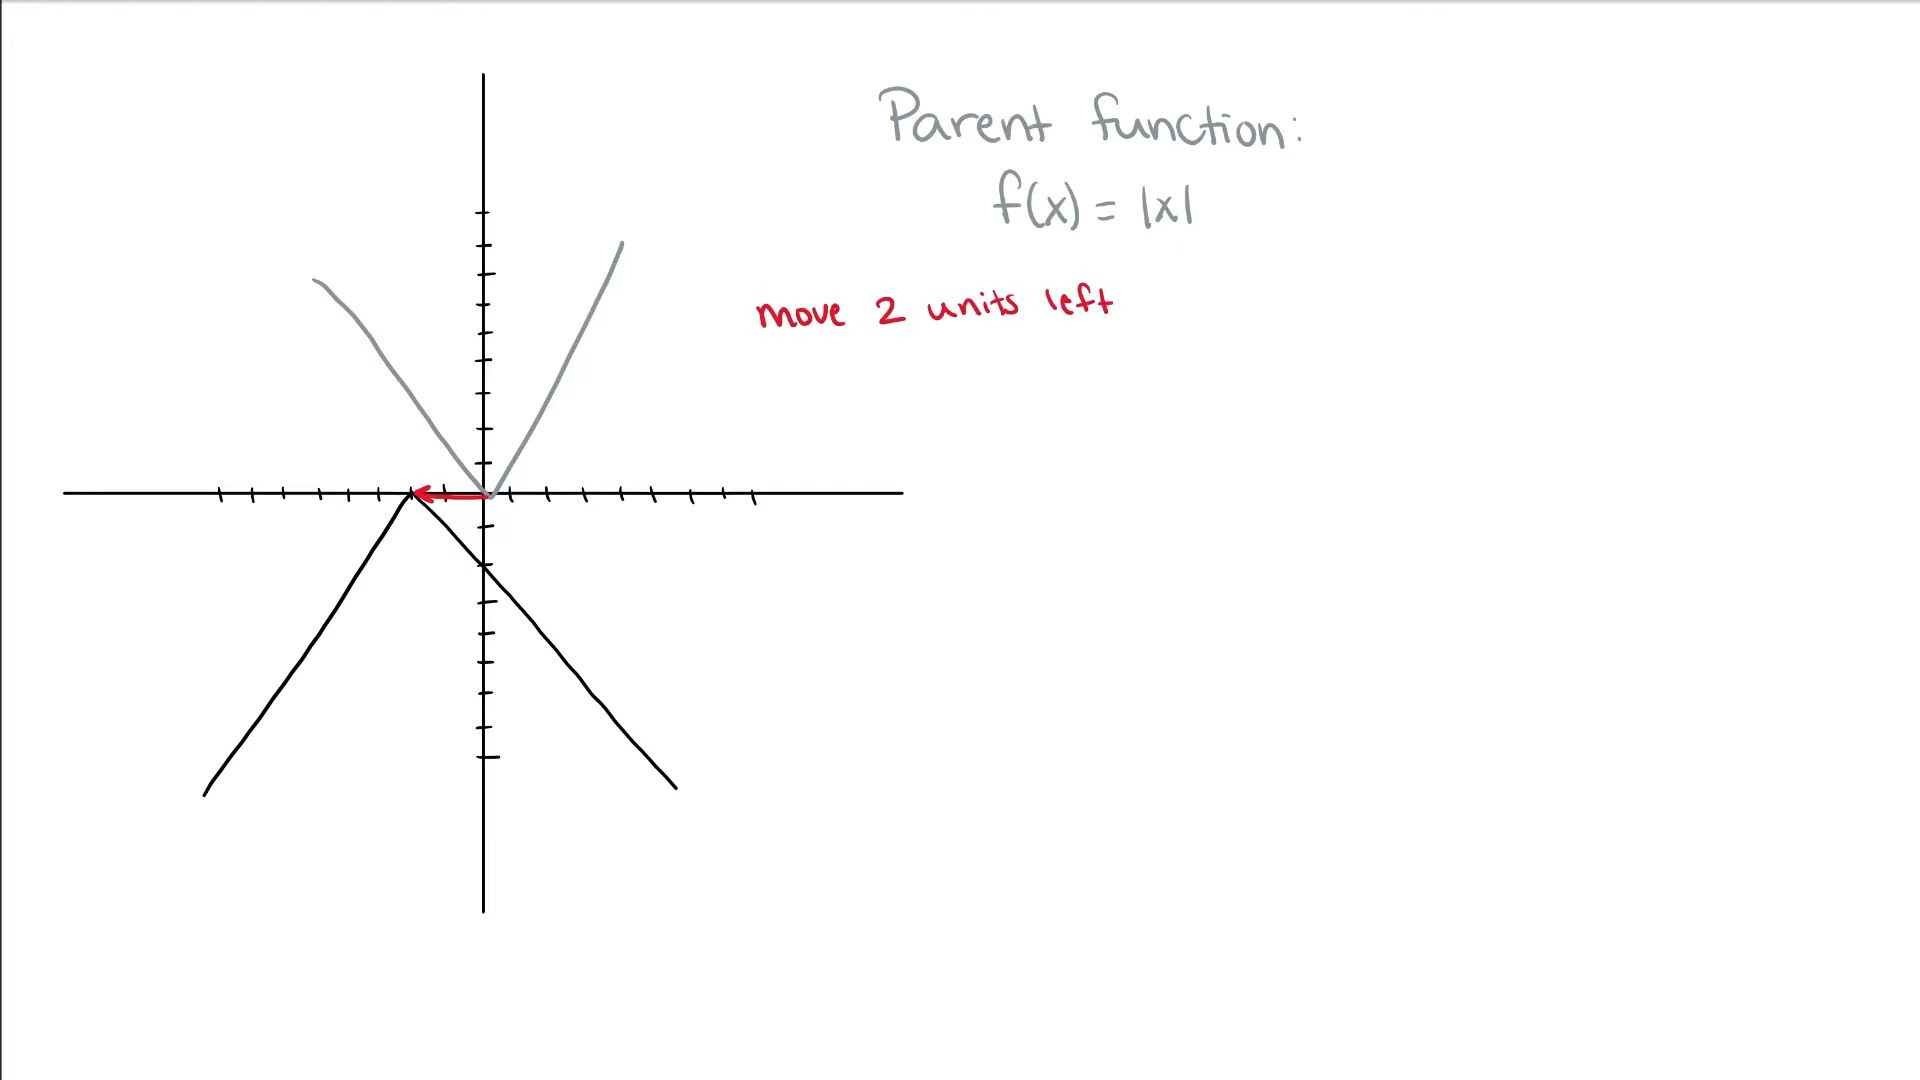 Parent function:
f(x) = |x|
move 2 units left